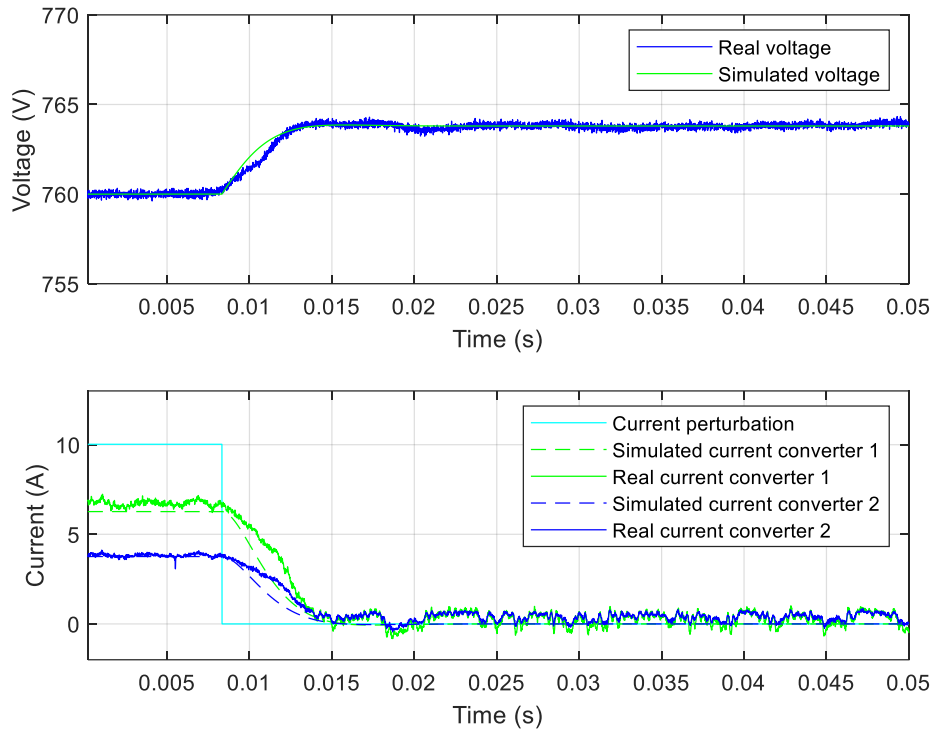 770
765
760
755
Voltage (V)
Real voltage
Simulated voltage
0.005 0.01 0.015 0.02 0.025 0.03 0.035 0.04 0.045 0.05
Time (s)
10
5
0
Current (A)
Current perturbation
Simulated current converter 1
Real current converter 1
Simulated current converter 2
Real current converter 2
0.005 0.01 0.015 0.02 0.025 0.03 0.035 0.04 0.045 0.05
Time (s)